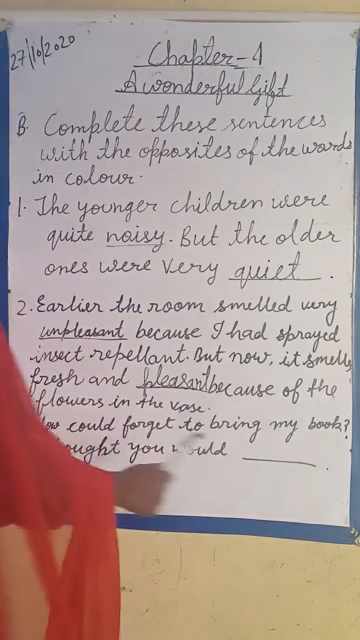 27/10/2020
Chapter-1
A wonderful Gift
B. Complete these sentences
with the opposites of the words
in colour.
1. The younger children were
quite noisy. But the older
ones were very quiet.
2. Earlier the room smelled very
unpleasant because I had sprayed
insect repellant. But now, it smells
fresh and pleasant because of the
flowers in the vase.
could forget to bring my book?
you would ______